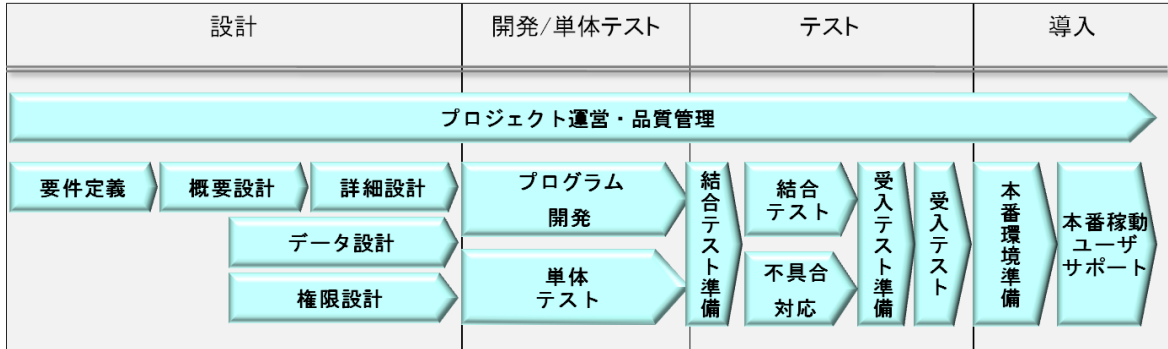 設計
開発/単体テスト
テスト
導入
プロジェクト運営・品質管理
要件定義
概要設計
詳細設計
データ設計
権限設計
プログラム
開発
単体
テスト
結合テスト準備
結合
テスト
不具合
対応
受入テスト準備
受入テスト
本番環境準備
本番稼動
ユーザ
サポート